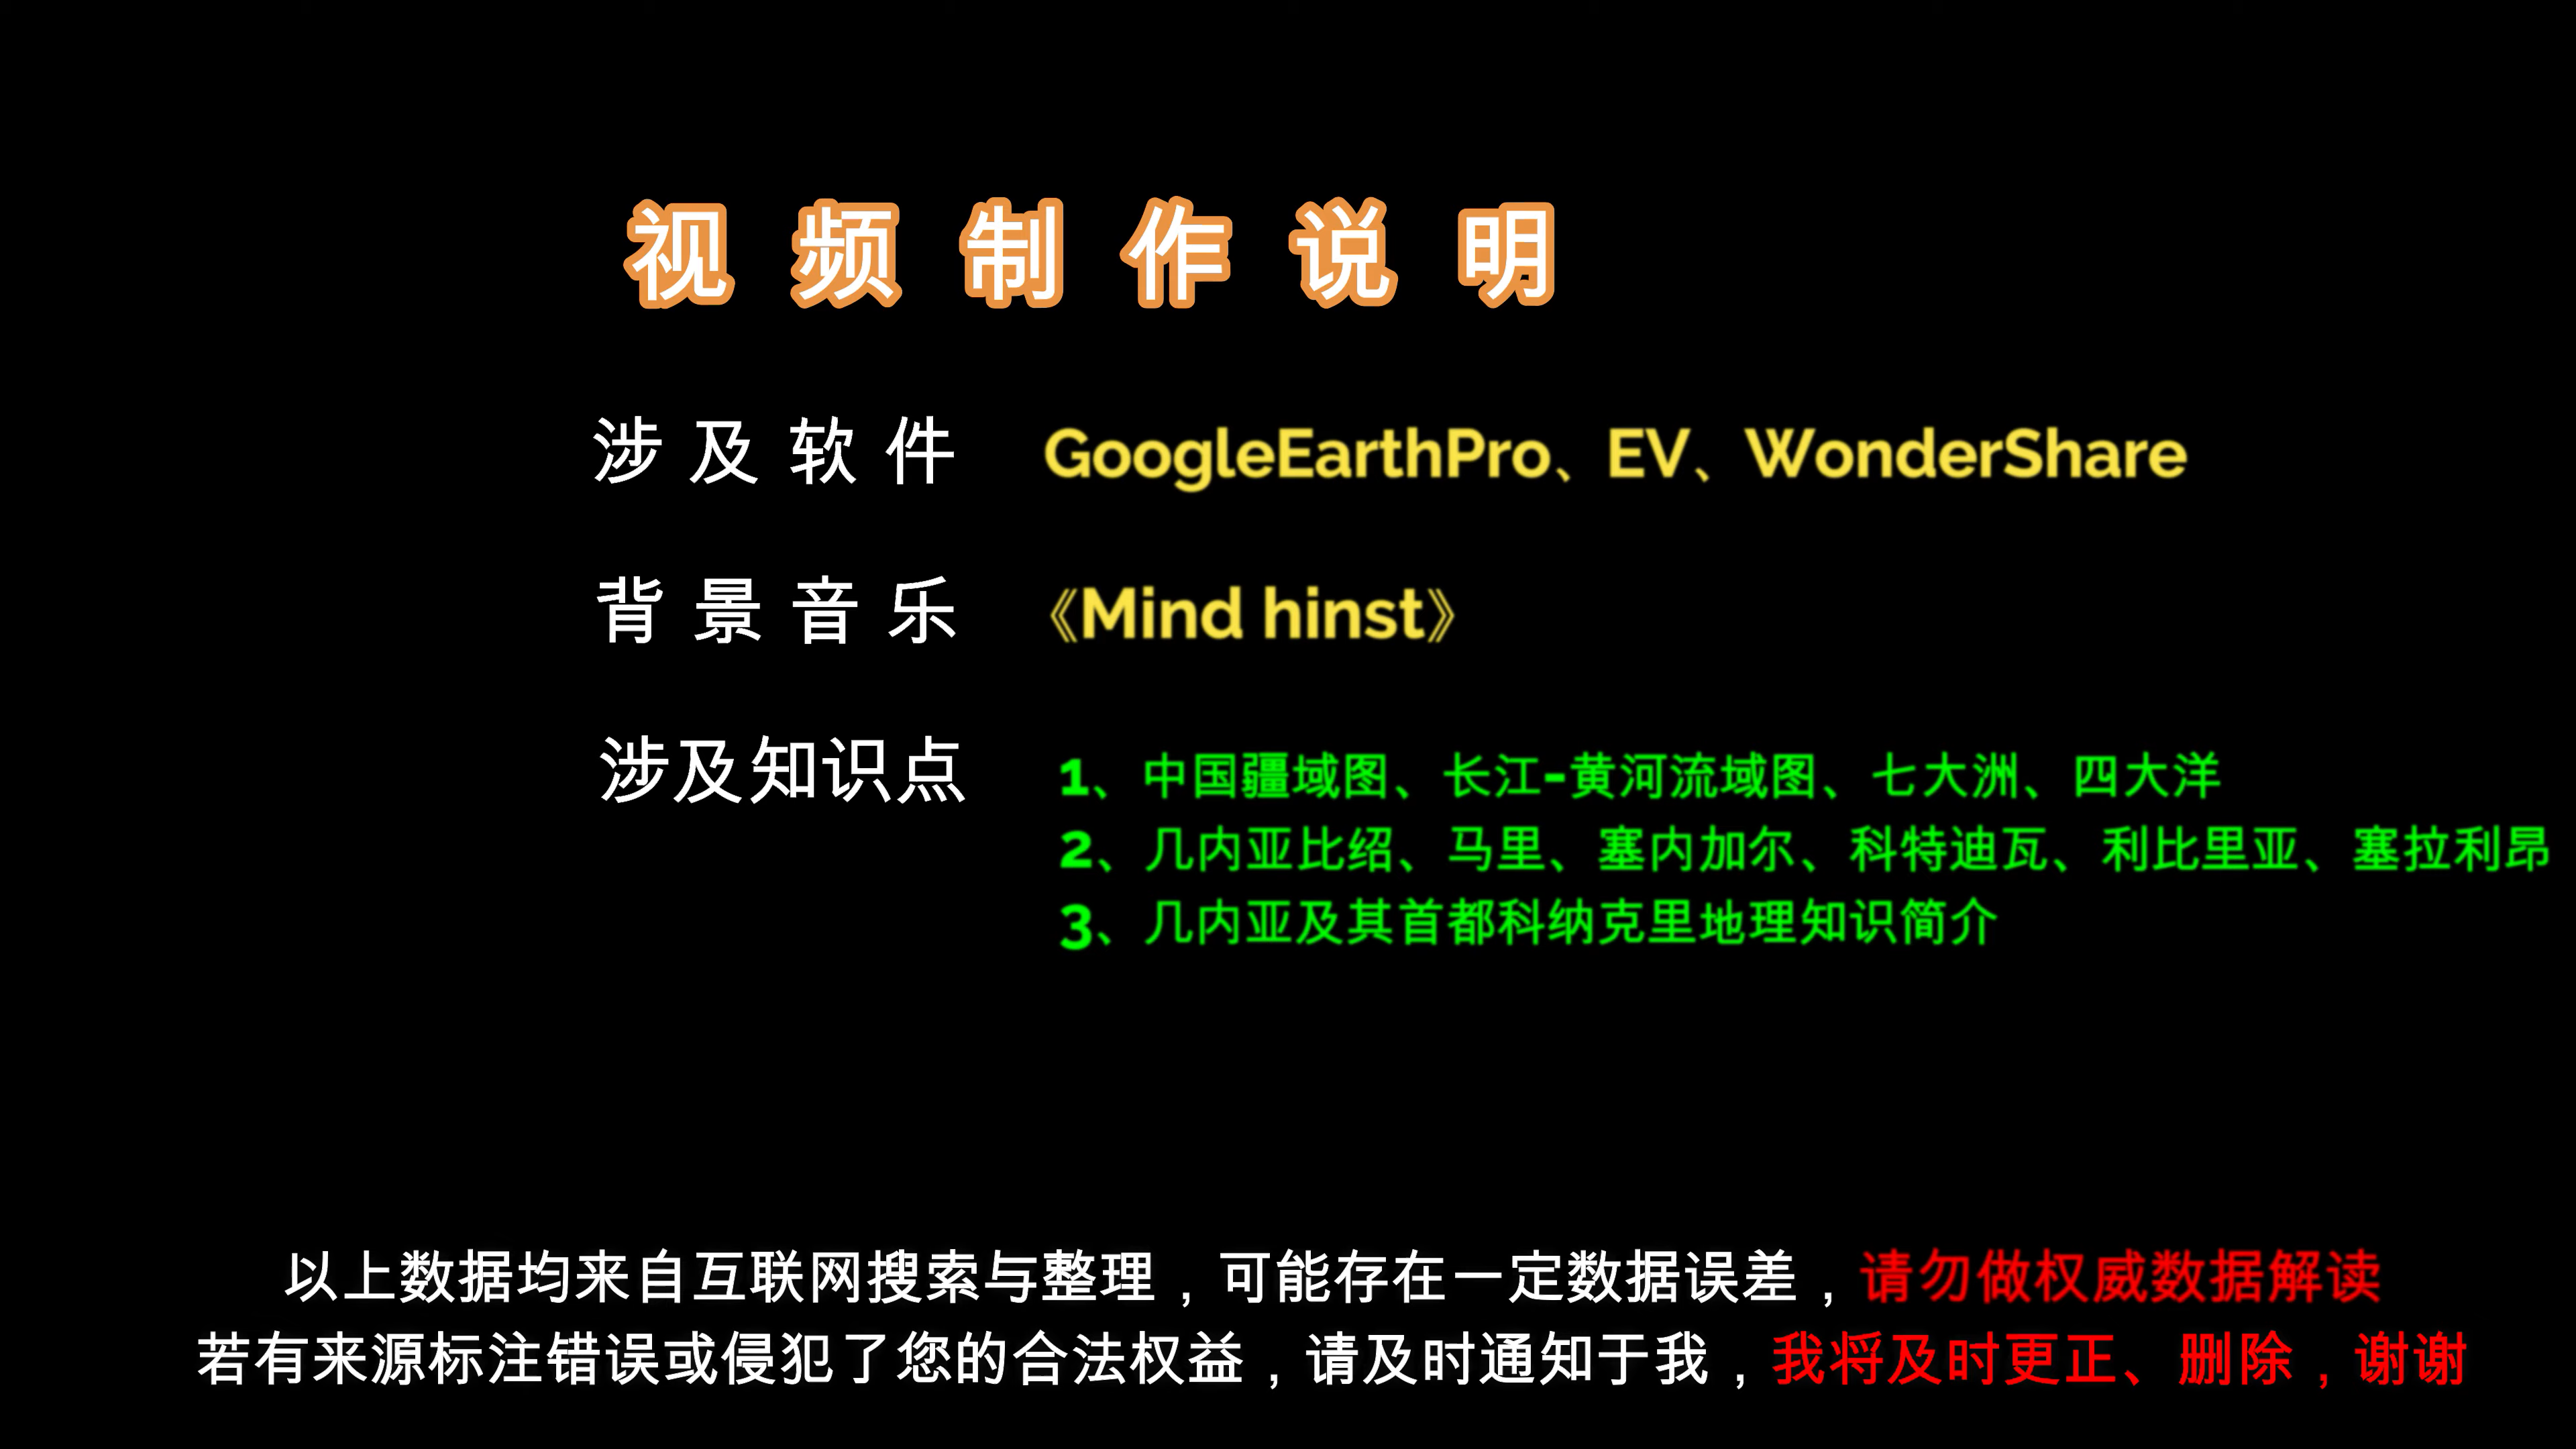 视频制作说明
涉及软件 GoogleEarthPro、EV、WonderShare
背景音乐 《Mind hinst》
涉及知识点 1、中国疆域图、长江-黄河流域图、七大洲、四大洋
2、几内亚比绍、马里、塞内加尔、科特迪瓦、利比里亚、塞拉利昂
3、几内亚及其首都科纳克里地理知识简介
以上数据均来自互联网搜索与整理，可能存在一定数据误差，请勿做权威数据解读
若有来源标注错误或侵犯了您的合法权益，请及时通知于我，我将及时更正、删除，谢谢